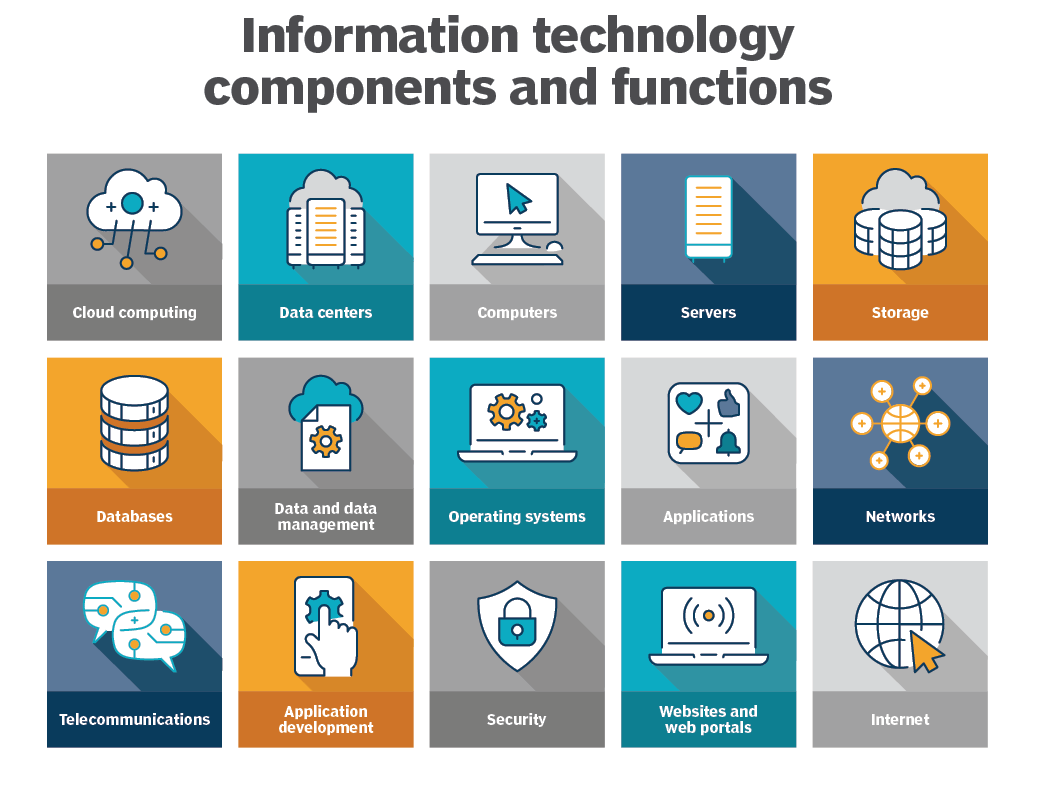 Information technology
components and functions
Cloud computing
Data centers
Computers
Servers
Storage
Databases
Data and data
management
Operating systems
Applications
Networks
Telecommunications
Application
development
Security
Websites and
web portals
Internet